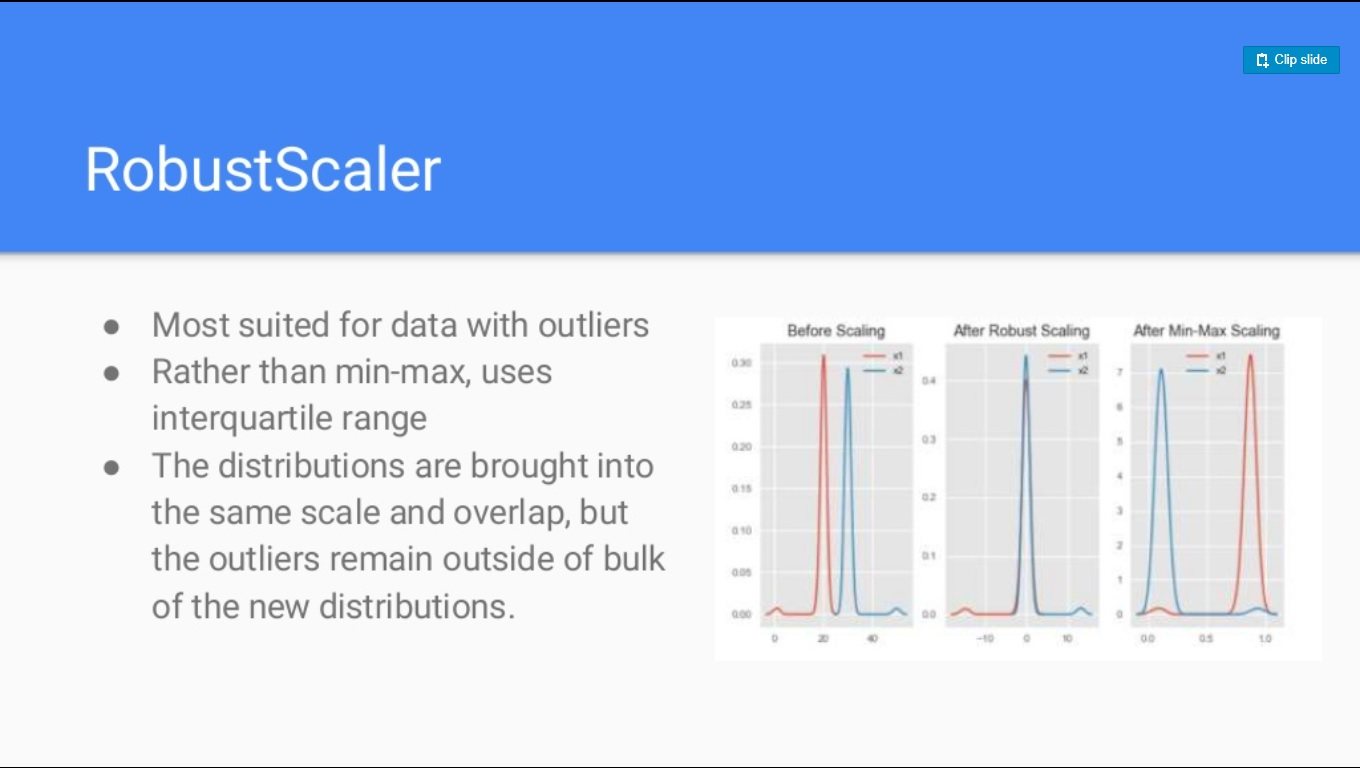 Clip slide
RobustScaler
● Most suited for data with outliers
● Rather than min-max, uses
interquartile range
● The distributions are brought into
the same scale and overlap, but
the outliers remain outside of bulk
of the new distributions.
Before Scaling
x1
x2
0.30
0.25
0.20
0.15
0.10
0.05
0.00
0 20 40
After Robust Scaling
x1
x2
0.4
0.3
0.2
0.1
0.0
−10 0 10
After Min-Max Scaling
x1
x2
7
6
5
4
3
2
1
0
0.0 0.5 1.0